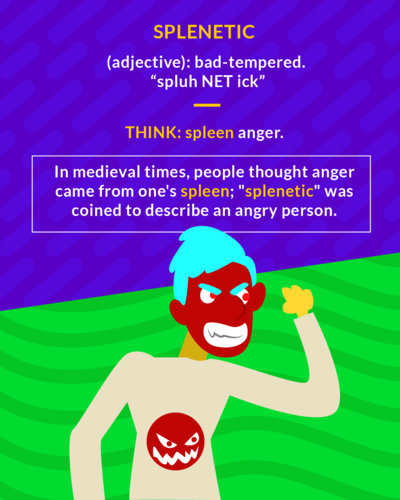 SPLENETIC
(adjective): bad-tempered.
“spluh NET ick”
THINK: spleen anger.
In medieval times, people thought anger
came from one's spleen; "splenetic" was
coined to describe an angry person.